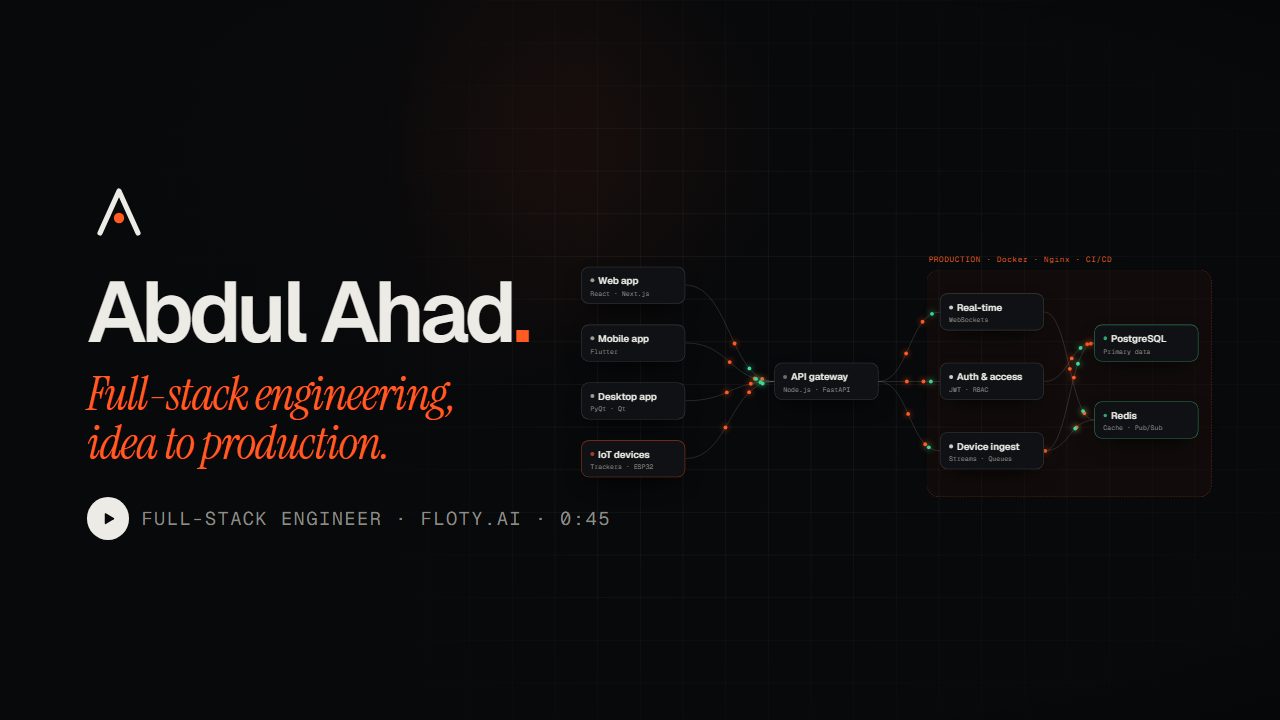 Abdul Ahad.
Full-stack engineering,
idea to production.
FULL-STACK ENGINEER · FLOTY.AI · 0:45
Web app
React · Next.js
Mobile app
Flutter
Desktop app
PyQt · Qt
IoT devices
Trackers · ESP32
API gateway
Node.js · FastAPI
PRODUCTION · Docker · Nginx · CI/CD
Real-time
WebSockets
Auth & access
JWT · RBAC
Device ingest
Streams · Queues
PostgreSQL
Primary data
Redis
Cache · Pub/Sub